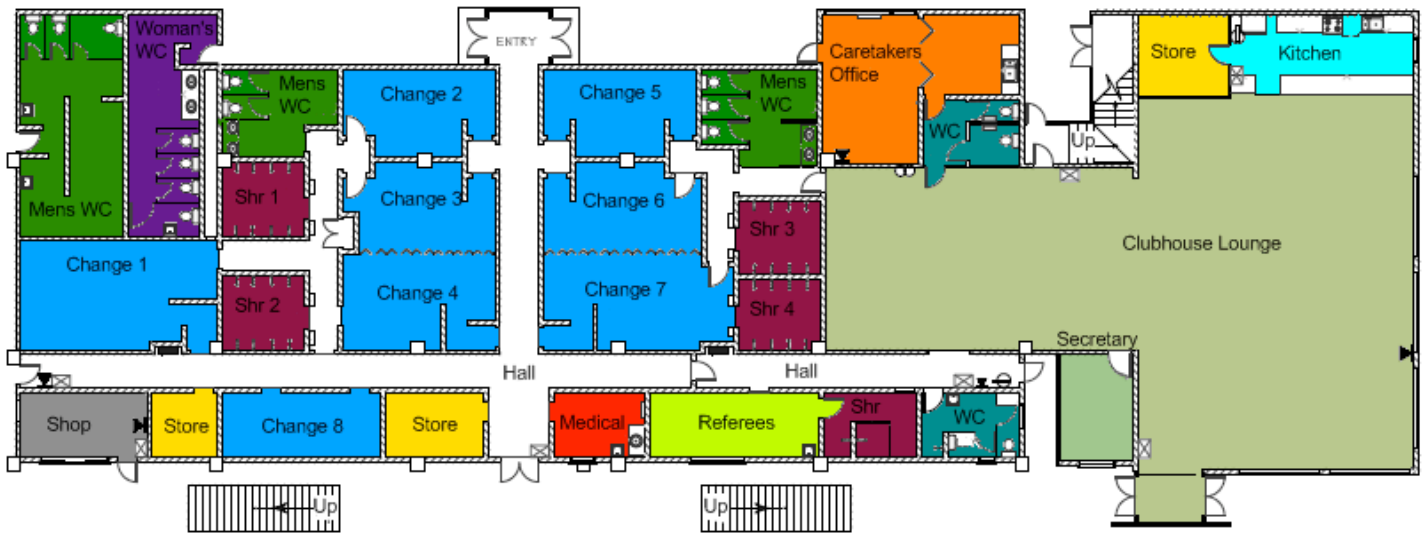 Woman's
WC
ENTRY
Caretakers
Office
Store
Kitchen
Mens
WC
Change 2
Change 5
Mens
WC
WC
Up
Mens WC
Shr 1
Change 3
Change 6
Shr 3
Clubhouse Lounge
Change 1
Shr 2
Change 4
Change 7
Shr 4
Secretary
Hall
Hall
Shop
Store
Change 8
Store
Medical
Referees
Shr
WC
Up
Up